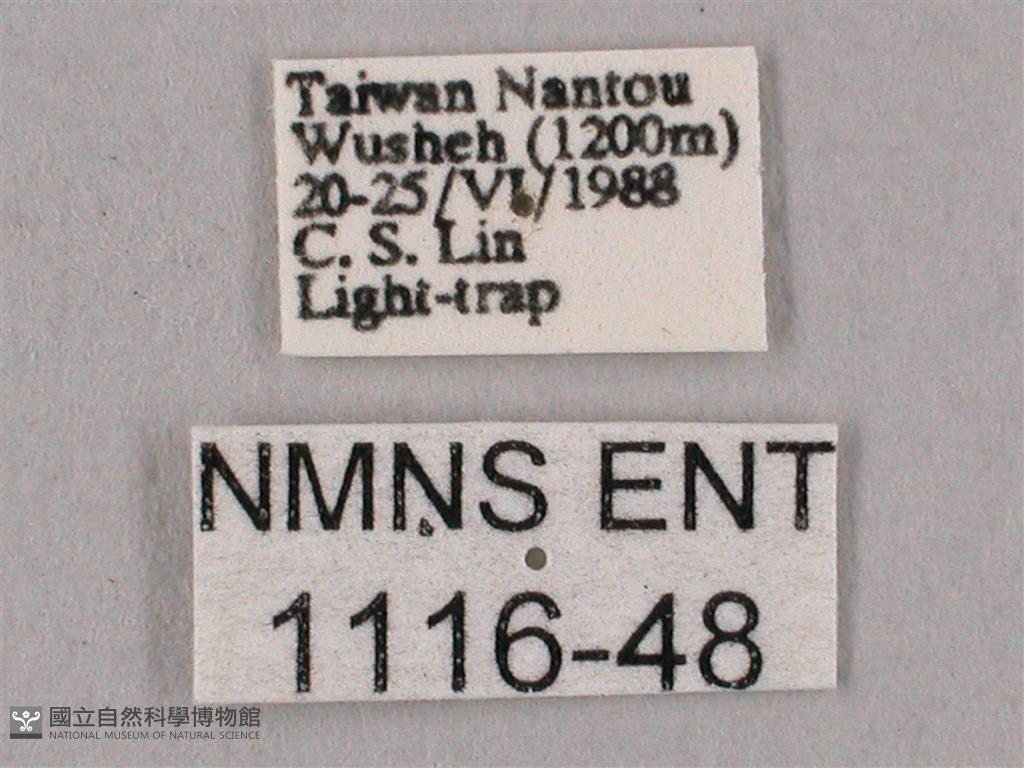 Taiwan Nantou
Wusheh (1200m)
20-25/VI/1988
C. S. Lin
Light-trap
NMNS ENT
1116-48
國立自然科學博物館
NATIONAL MUSEUM OF NATURAL SCIENCE